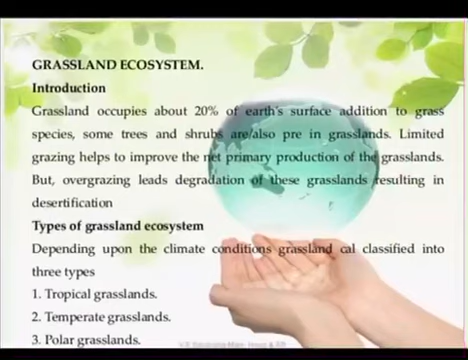 GRASSLAND ECOSYSTEM.
Introduction
Grassland occupies about 20% of earth's surface addition to grass
species, some trees and shrubs are/also pre in grasslands. Limited
grazing helps to improve the net primary production of the grasslands.
But, overgrazing leads degradation of these grasslands resulting in
desertification
Types of grassland ecosystem
Depending upon the climate conditions grassland cal classified into
three types
1. Tropical grasslands.
2. Temperate grasslands.
3. Polar grasslands.